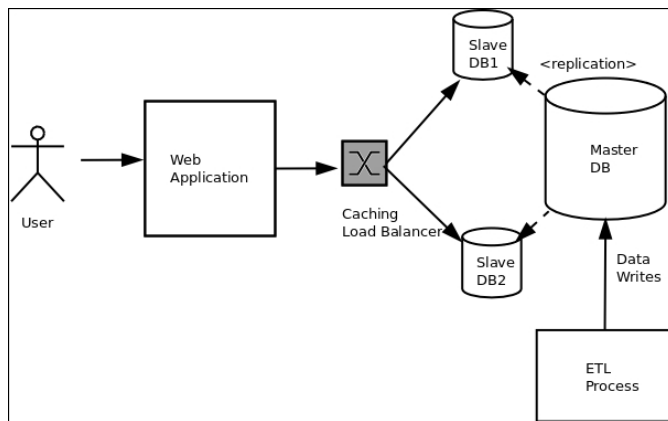 Slave
DB1
<replication>
Web
Application
Master
DB
User
Caching
Load Balancer
Slave
DB2
Data
Writes
ETL
Process